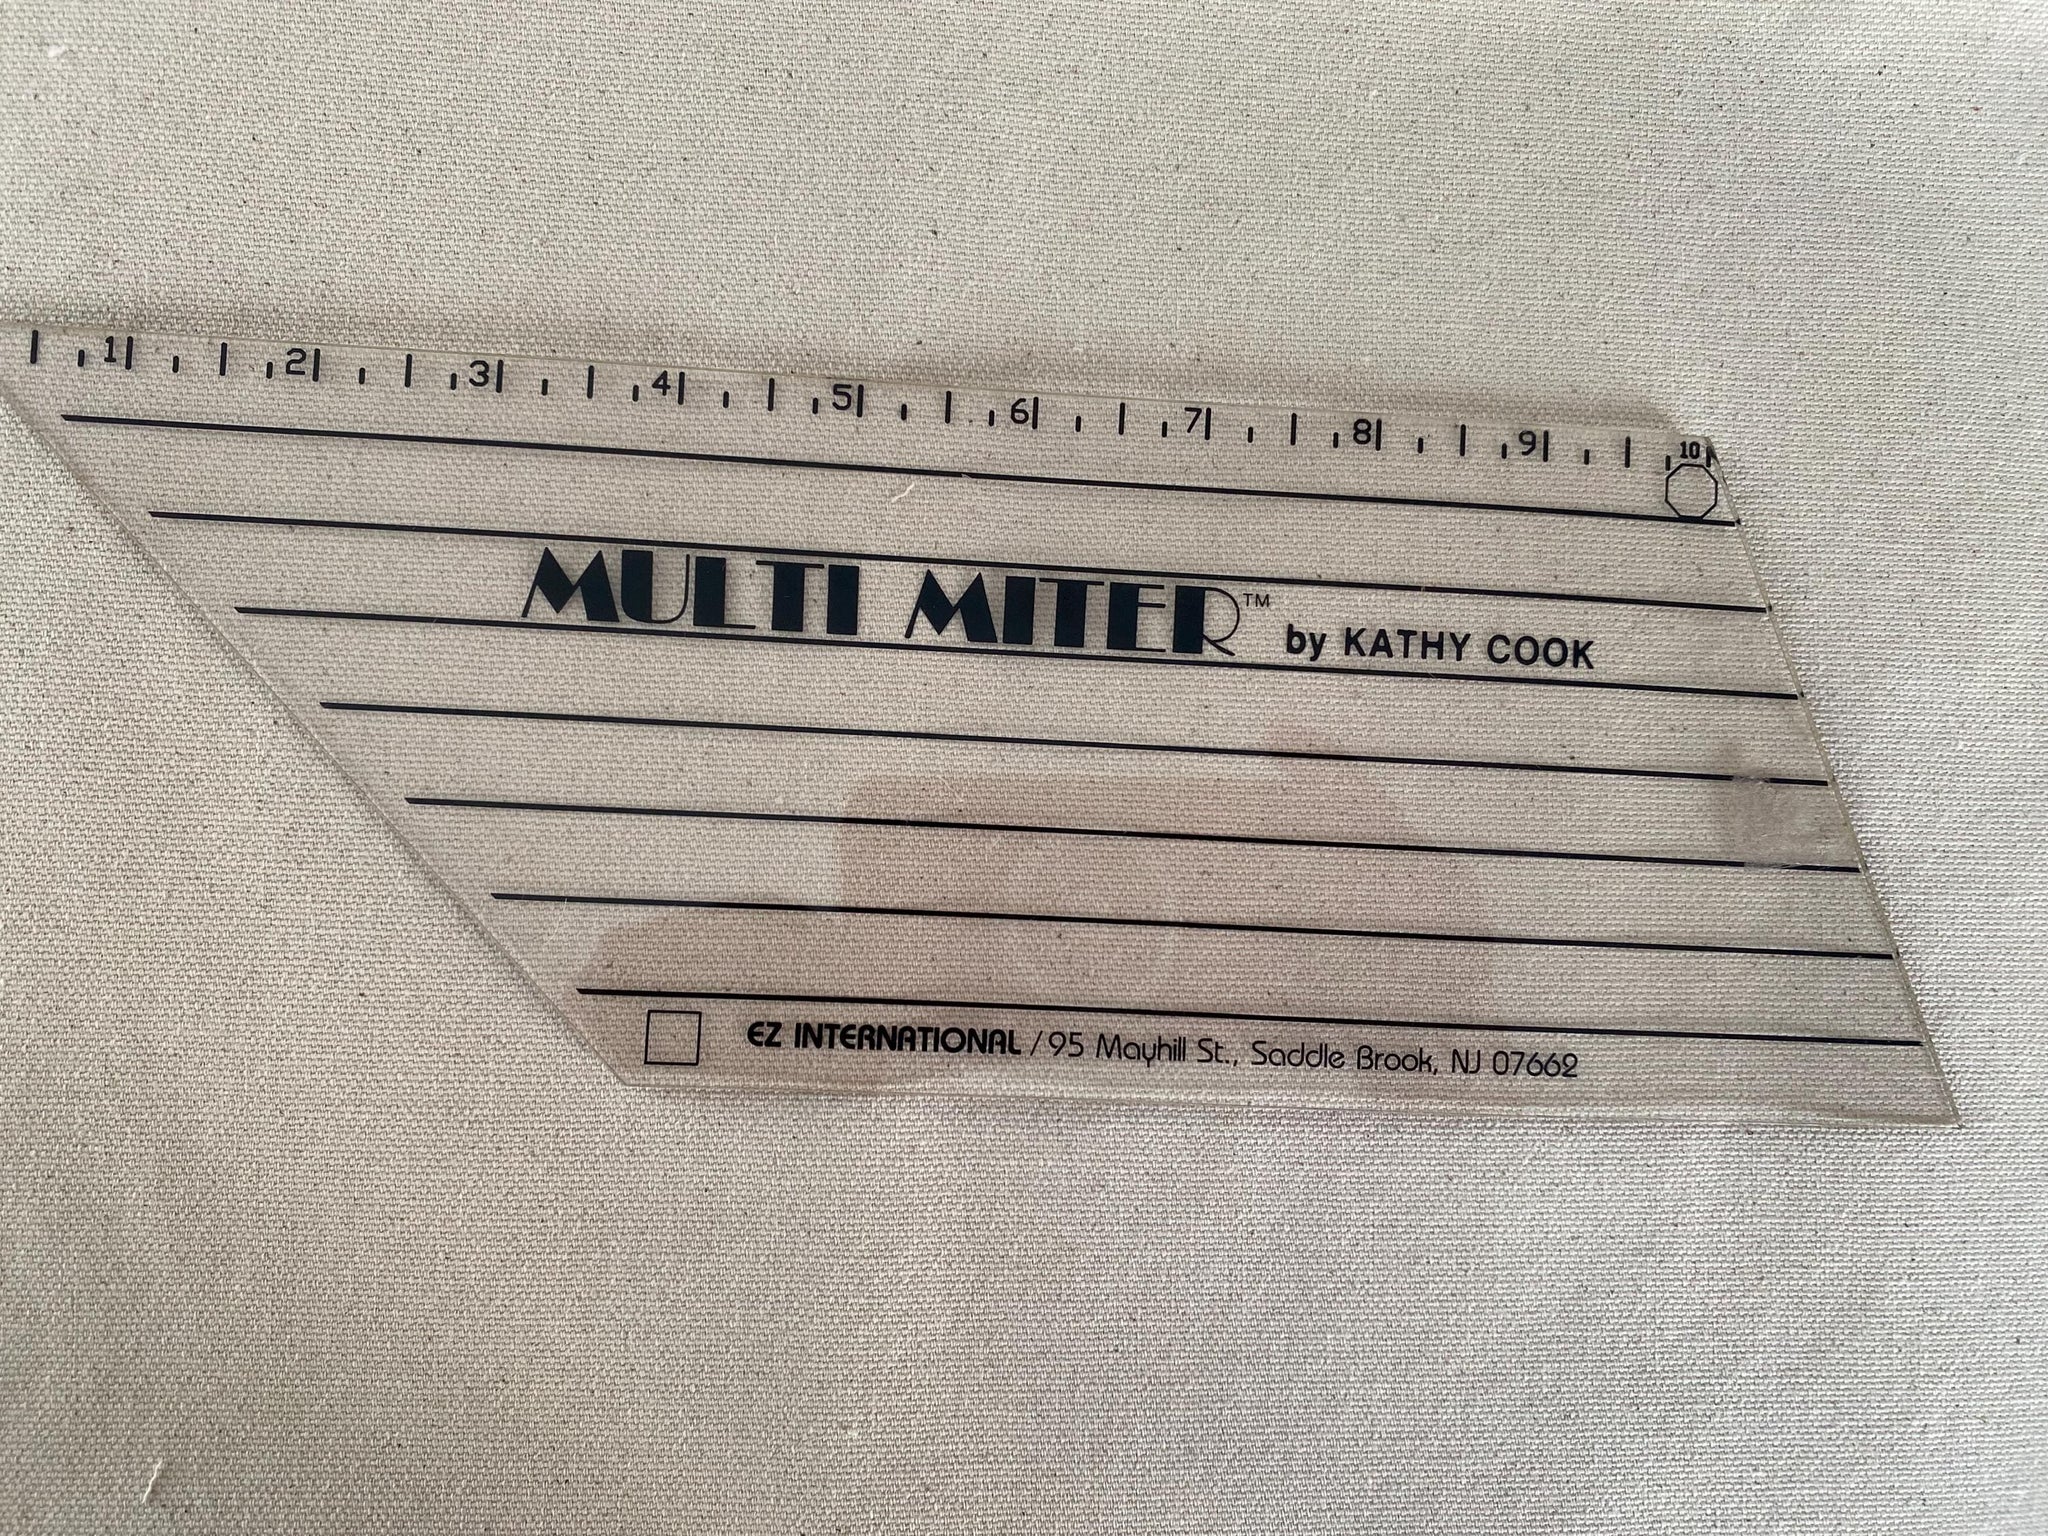 1 2 3 4 5 6 7 8 9 10
MULTI MITER™ by KATHY COOK
EZ INTERNATIONAL / 95 Mayhill St., Saddle Brook, NJ 07662